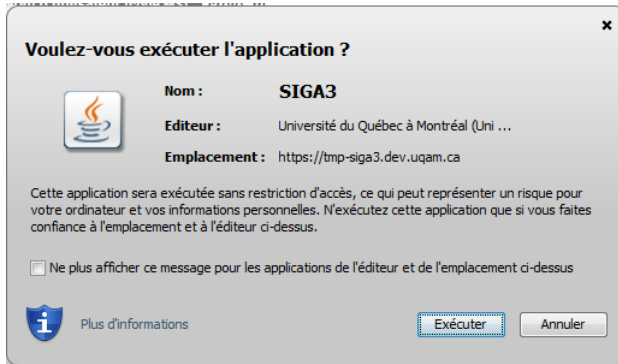 Voulez-vous exécuter l'application ?
Nom : SIGA3
Editeur : Université du Québec à Montréal (Uni ...
Emplacement : https://tmp-siga3.dev.uqam.ca
Cette application sera exécutée sans restriction d'accès, ce qui peut représenter un risque pour
votre ordinateur et vos informations personnelles. N'exécutez cette application que si vous faites
confiance à l'emplacement et à l'éditeur ci-dessus.
Ne plus afficher ce message pour les applications de l'éditeur et de l'emplacement ci-dessus
Plus d'informations
Exécuter
Annuler